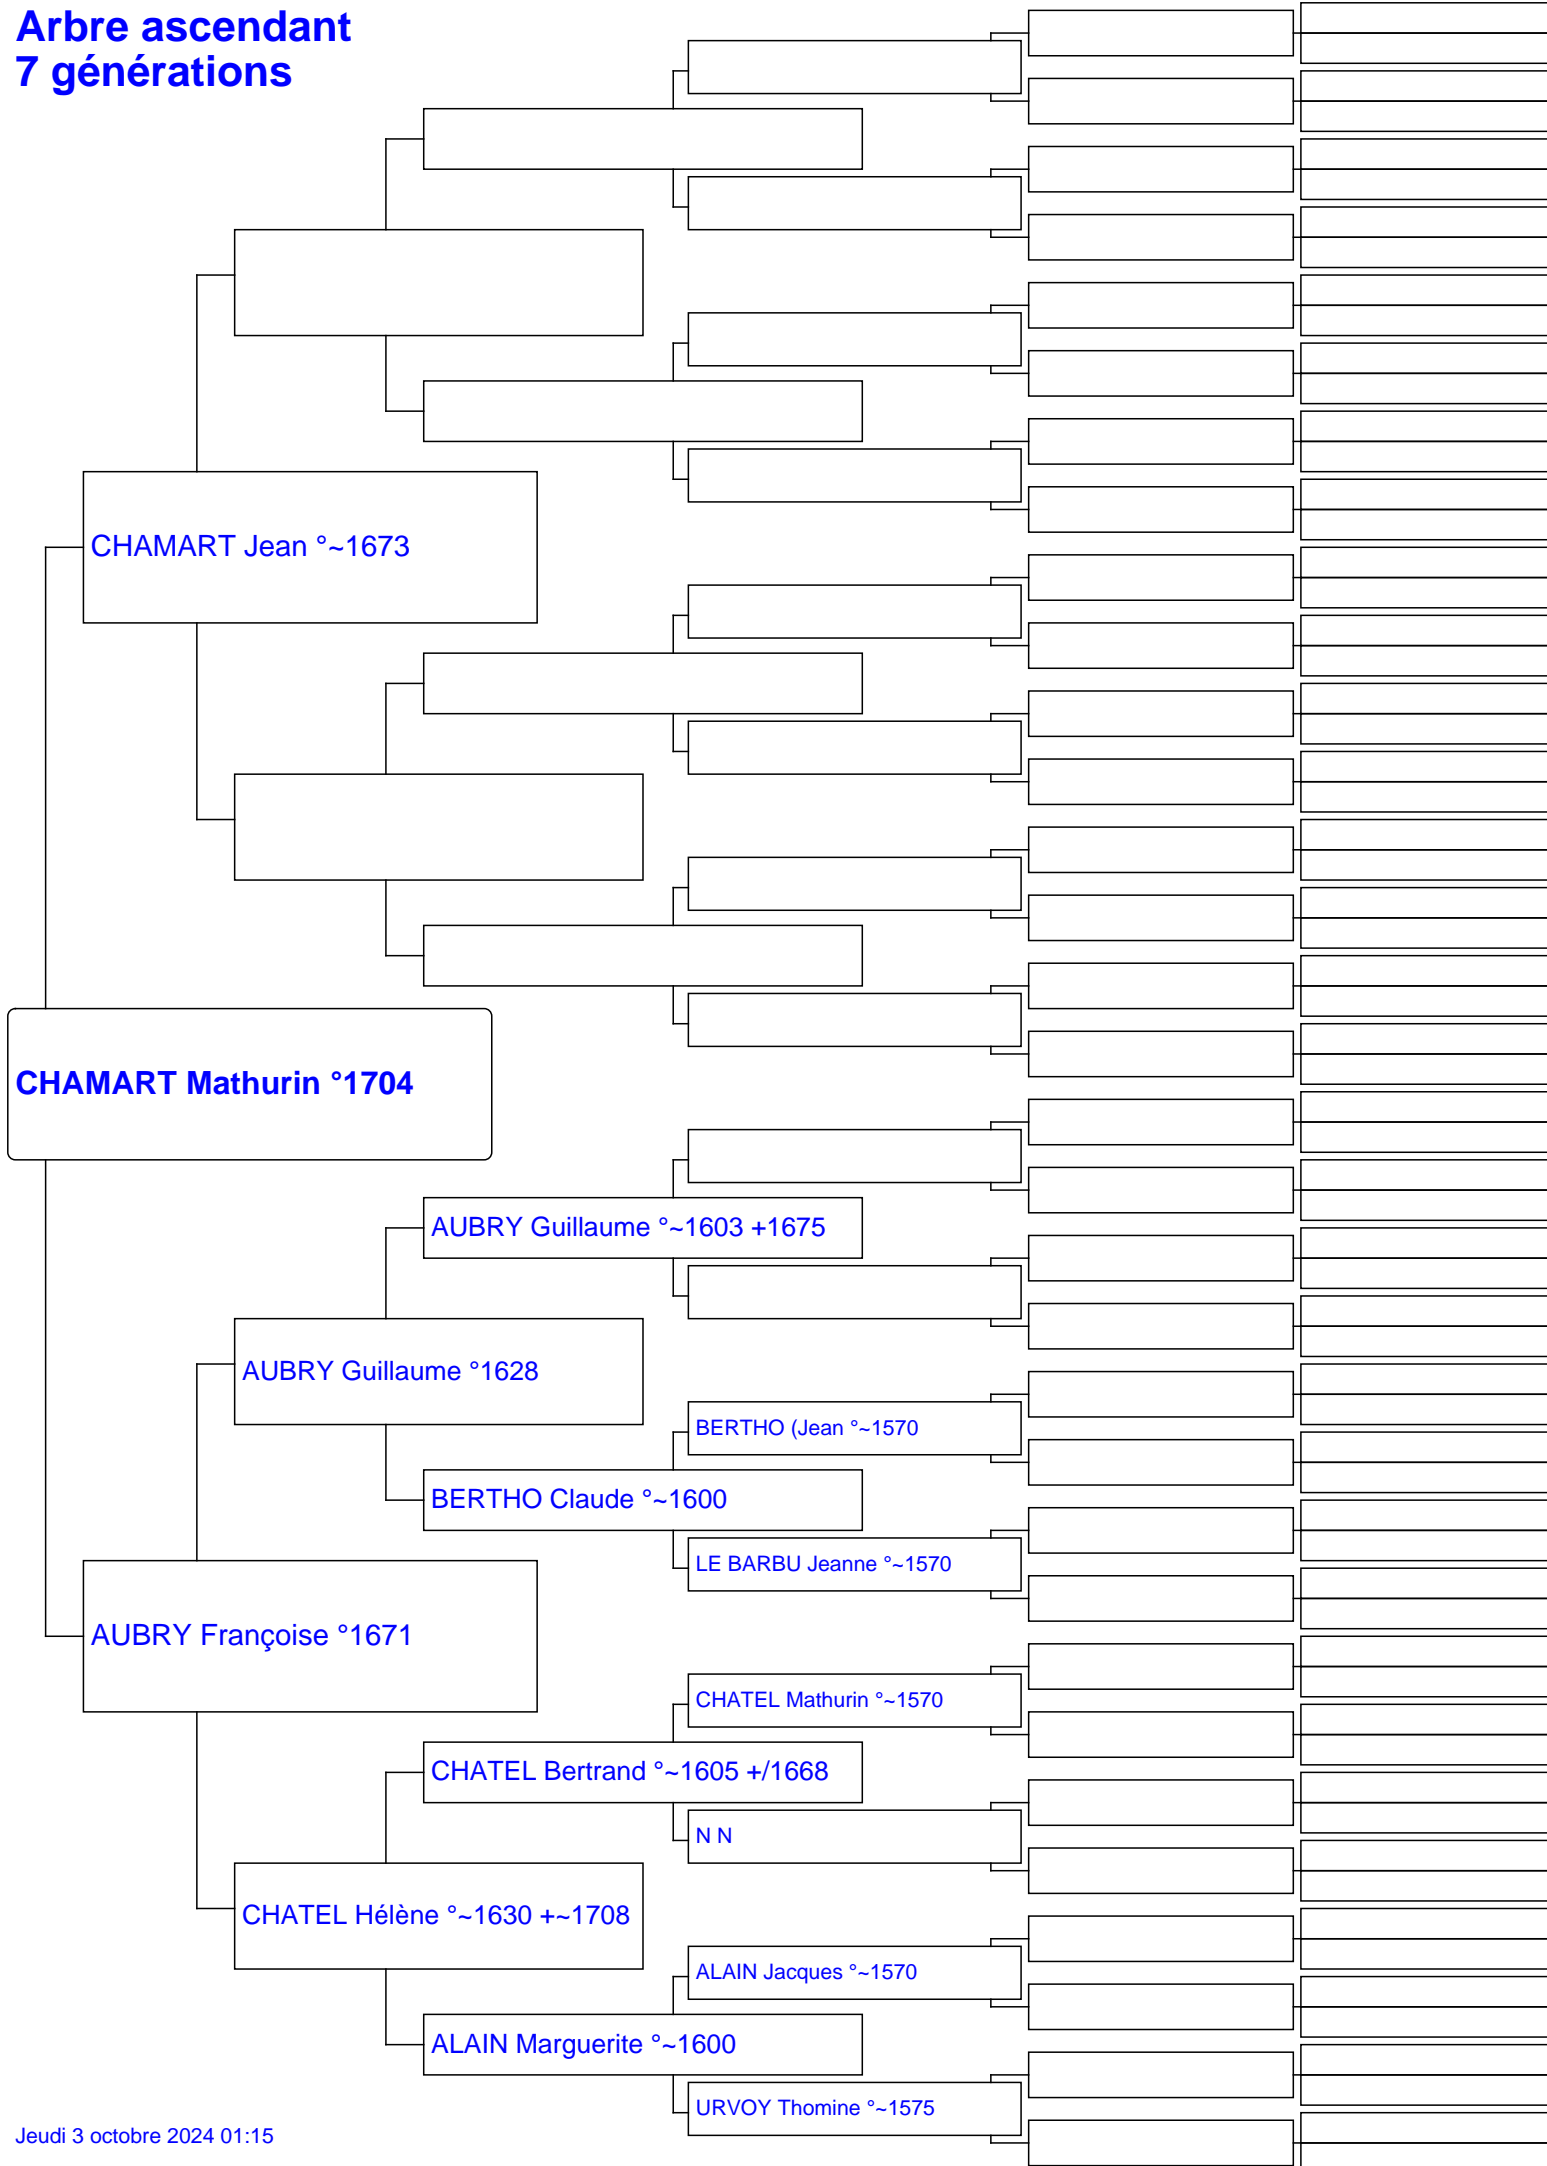 Arbre ascendant
7 générations
CHAMART Jean °~1673
CHAMART Mathurin °1704
AUBRY Guillaume °~1603 +1675
AUBRY Guillaume °1628
BERTHO (Jean °~1570
BERTHO Claude °~1600
LE BARBU Jeanne °~1570
AUBRY Françoise °1671
CHATEL Mathurin °~1570
CHATEL Bertrand °~1605 +/1668
N N
CHATEL Hélène °~1630 +~1708
ALAIN Jacques °~1570
ALAIN Marguerite °~1600
URVOY Thomine °~1575
Jeudi 3 octobre 2024 01:15